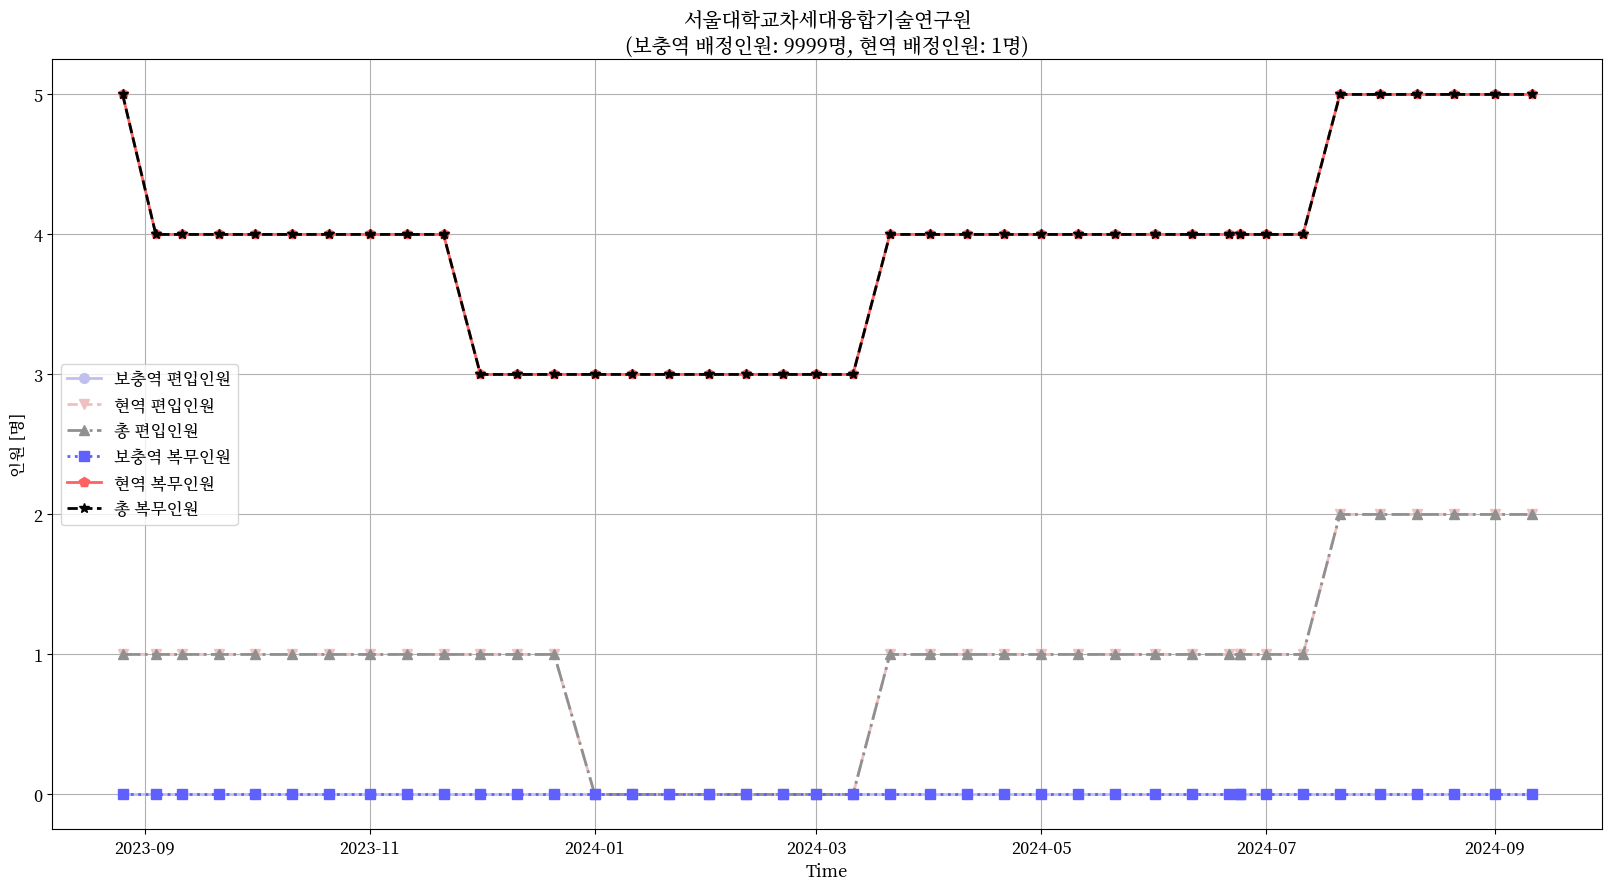 서울대학교차세대융합기술연구원
(보충역 배정인원: 9999명, 현역 배정인원: 1명)
인원 [명]
5
4
3
2
1
0
보충역 편입인원
현역 편입인원
총 편입인원
보충역 복무인원
현역 복무인원
총 복무인원
2023-09
2023-11
2024-01
2024-03
2024-05
2024-07
2024-09
Time